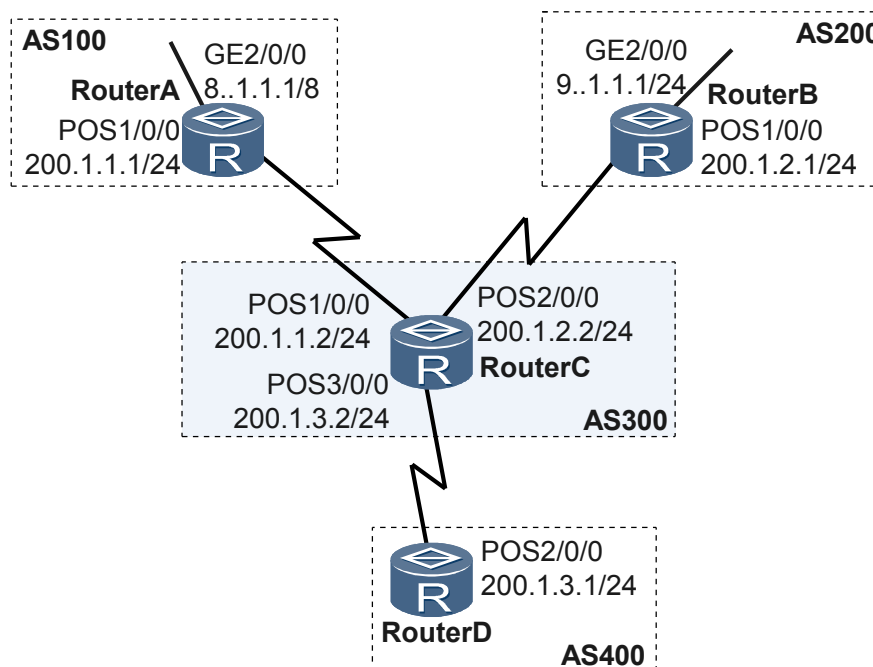 AS100
GE2/0/0
8..1.1.1/8
RouterA
POS1/0/0
200.1.1.1/24
R
AS200
GE2/0/0
9..1.1.1/24
RouterB
POS1/0/0
200.1.2.1/24
R
POS1/0/0
200.1.1.2/24
POS2/0/0
200.1.2.2/24
RouterC
R
POS3/0/0
200.1.3.2/24
AS300
POS2/0/0
200.1.3.1/24
R
RouterD
AS400